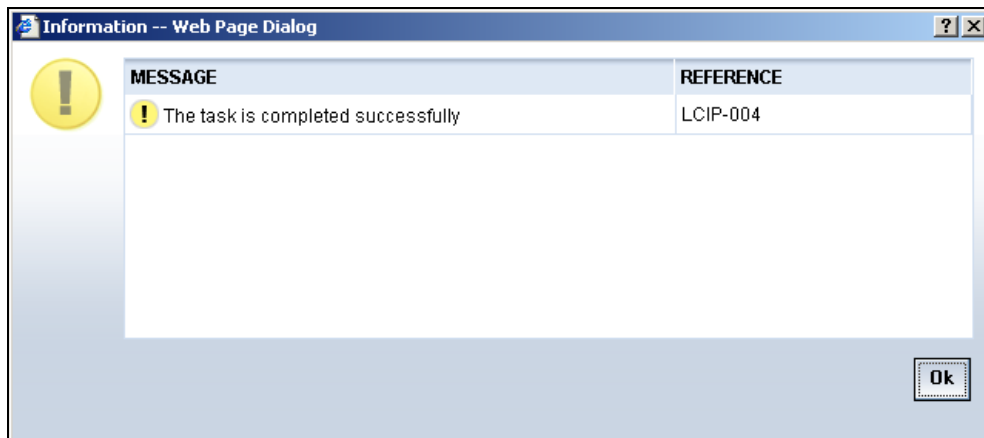 Information -- Web Page Dialog
MESSAGE REFERENCE
The task is completed successfully LCIP-004
Ok